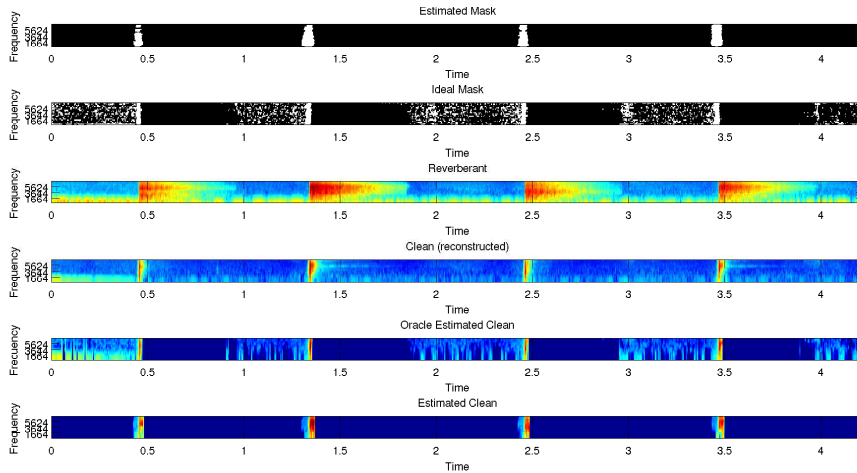 Estimated Mask
Frequency
5624
3644
1664
0 0.5 1 1.5 2 2.5 3 3.5 4
Time
Ideal Mask
Frequency
5624
3644
1664
0 0.5 1 1.5 2 2.5 3 3.5 4
Time
Reverberant
Frequency
5624
3644
1664
0 0.5 1 1.5 2 2.5 3 3.5 4
Time
Clean (reconstructed)
Frequency
5624
3644
1664
0 0.5 1 1.5 2 2.5 3 3.5 4
Time
Oracle Estimated Clean
Frequency
5624
3644
1664
0 0.5 1 1.5 2 2.5 3 3.5 4
Time
Estimated Clean
Frequency
5624
3644
1664
0 0.5 1 1.5 2 2.5 3 3.5 4
Time